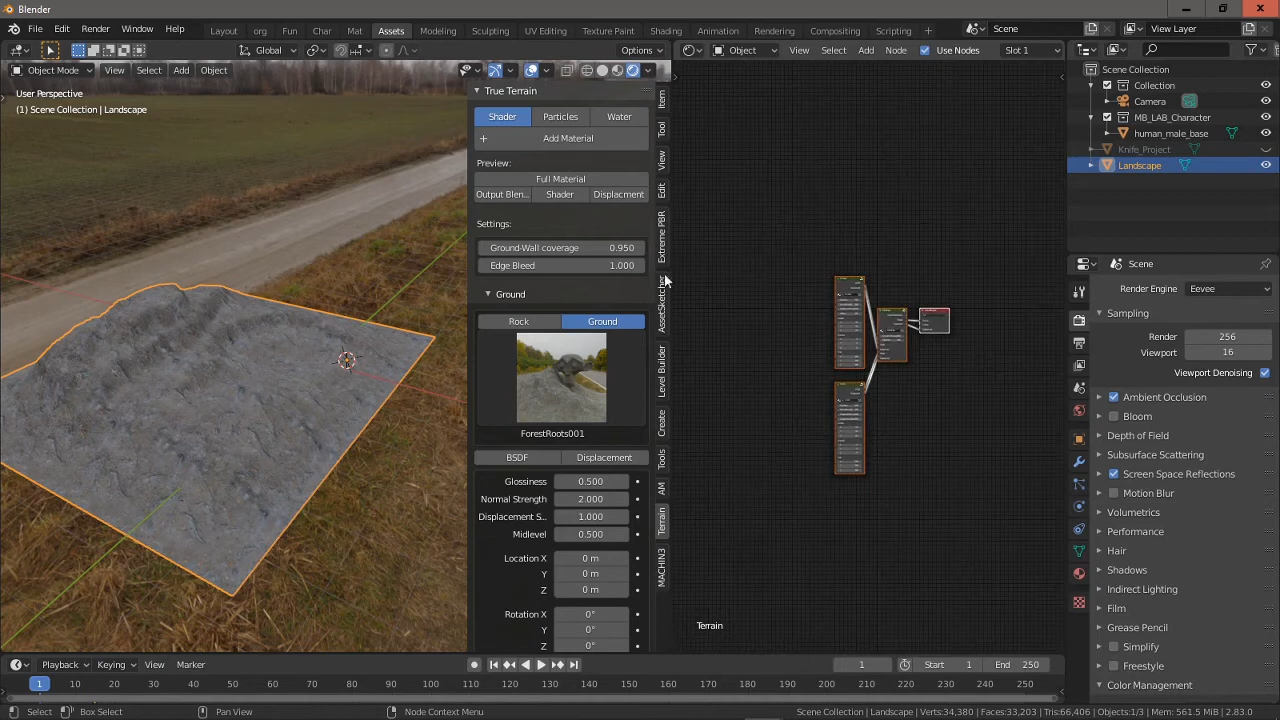 Blender
File Edit Render Window Help Layout org Fun Char Mat Assets Modeling Sculpting UV Editing Texture Paint Shading Animation Rendering Compositing Scripting Scene View Layer
Global Options Object View Select Add Node Use Nodes Slot 1
Object Mode View Select Add Object
User Perspective
(1) Scene Collection | Landscape
True Terrain
Shader Particles Water
Add Material
Preview:
Full Material
Output Blen... Shader Displacment
Settings:
Ground-Wall coverage 0.950
Edge Bleed 1.000
Ground
Rock Ground
ForestRoots001
BSDF Displacement
Glossiness 0.500
Normal Strength 2.000
Displacement S... 1.000
Midlevel 0.500
Location X 0 m
Y 0 m
Z 0 m
Rotation X 0°
Y 0°
Z 0°
Item
Tool
View
Edit
Extreme PBR
AssetSketcher
Level Builder
Create
Tools
AM
Terrain
MACHIN3
Terrain
Scene Collection
Collection
Camera
MB_LAB_Character
human_male_base
Knife_Project
Landscape
Scene
Render Engine Eevee
Sampling
Render 256
Viewport 16
Viewport Denoising
Ambient Occlusion
Bloom
Depth of Field
Subsurface Scattering
Screen Space Reflections
Motion Blur
Volumetrics
Performance
Hair
Shadows
Indirect Lighting
Film
Grease Pencil
Simplify
Freestyle
Color Management
Playback Keying View Marker 1 Start 1 End 250
1 10 20 30 40 50 60 70 80 90 100 110 120 130 140 150 160 170 180 190 200 210 220 230 240 250
Select Box Select Pan View Node Context Menu Scene Collection | Landscape | Verts:34,380 | Faces:33,203 | Tris:66,406 | Objects:1/3 | Mem: 561.5 MiB | 2.83.0